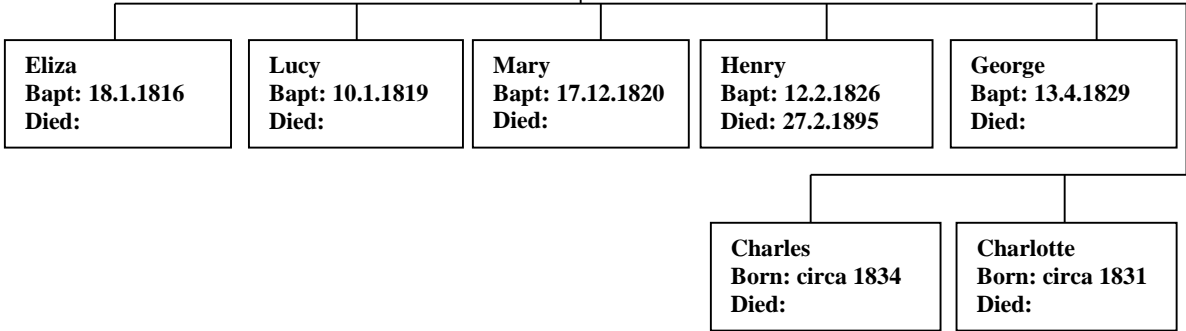 Eliza
Bapt: 18.1.1816
Died:
Lucy
Bapt: 10.1.1819
Died:
Mary
Bapt: 17.12.1820
Died:
Henry
Bapt: 12.2.1826
Died: 27.2.1895
George
Bapt: 13.4.1829
Died:
Charles
Born: circa 1834
Died:
Charlotte
Born: circa 1831
Died: